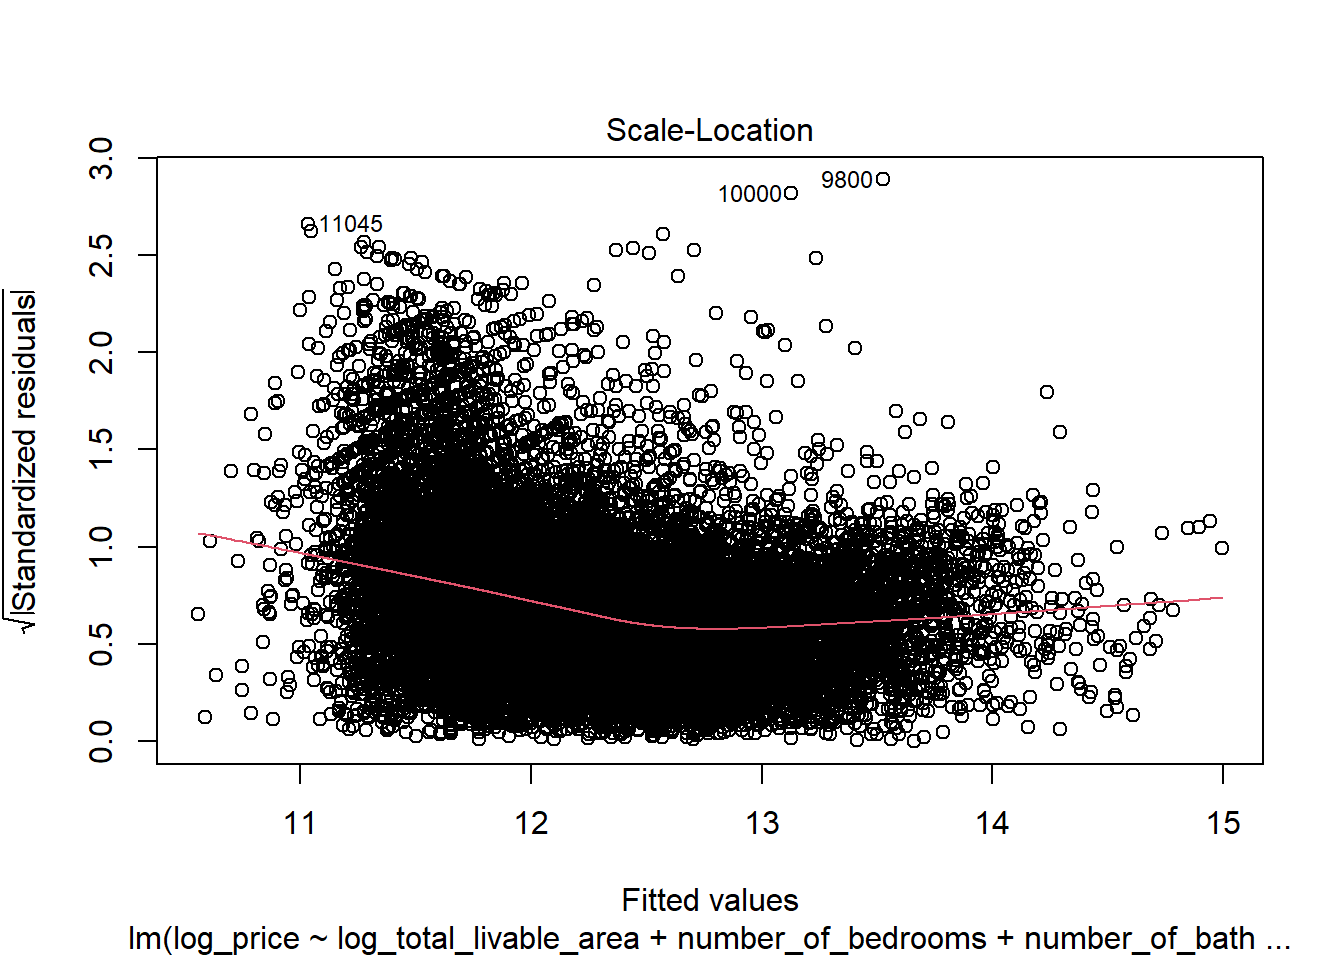 Scale-Location
√|Standardized residuals|
3.0
2.5
2.0
1.5
1.0
0.5
0.0
10000
9800
11045
11 12 13 14 15
Fitted values
lm(log_price ~ log_total_livable_area + number_of_bedrooms + number_of_bath ...